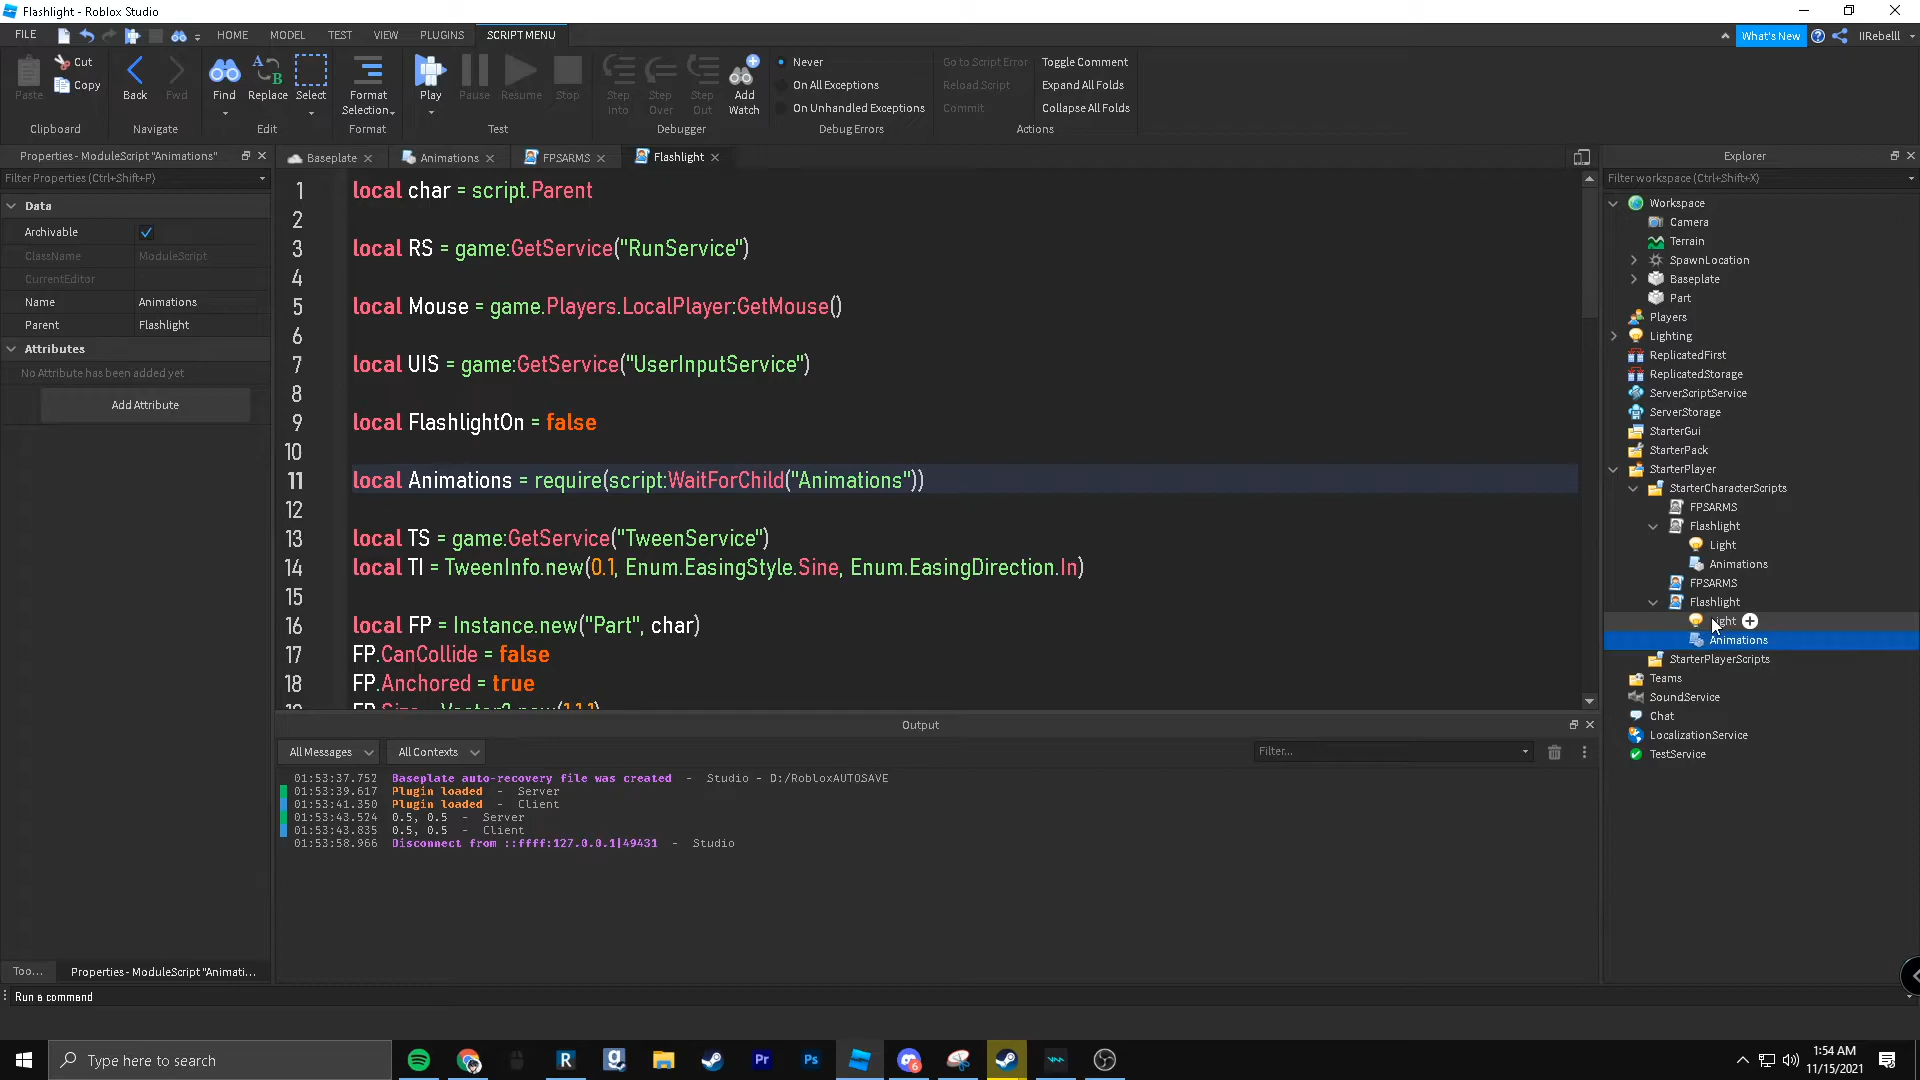 Flashlight - Roblox Studio
FILE
HOME
MODEL
TEST
VIEW
PLUGINS
SCRIPT MENU
What's New
IIRebelll
Paste
Cut
Copy
Clipboard
Back
Fwd
Navigate
Find
Replace
Select
Edit
Format
Selection
Format
Play
Pause
Resume
Stop
Test
Step
Into
Step
Over
Step
Out
Add
Watch
Debugger
Never
On All Exceptions
On Unhandled Exceptions
Debug Errors
Go to Script Error
Reload Script
Commit
Toggle Comment
Expand All Folds
Collapse All Folds
Actions
Properties - ModuleScript "Animations"
Filter Properties (Ctrl+Shift+P)
Data
Archivable
ClassName ModuleScript
CurrentEditor
Name Animations
Parent Flashlight
Attributes
No Attribute has been added yet
Add Attribute
Too...
Properties - ModuleScript "Animati...
Baseplate
Animations
FPSARMS
Flashlight
1 local char = script.Parent
2
3 local RS = game:GetService("RunService")
4
5 local Mouse = game.Players.LocalPlayer:GetMouse()
6
7 local UIS = game:GetService("UserInputService")
8
9 local FlashlightOn = false
10
11 local Animations = require(script:WaitForChild("Animations"))
12
13 local TS = game:GetService("TweenService")
14 local TI = TweenInfo.new(0.1, Enum.EasingStyle.Sine, Enum.EasingDirection.In)
15
16 local FP = Instance.new("Part", char)
17 FP.CanCollide = false
18 FP.Anchored = true
Output
All Messages
All Contexts
Filter...
01:53:37.752 Baseplate auto-recovery file was created - Studio - D:/RobloxAUTOSAVE
01:53:39.617 Plugin loaded - Server
01:53:41.350 Plugin loaded - Client
01:53:43.524 0.5, 0.5 - Server
01:53:43.835 0.5, 0.5 - Client
01:53:58.966 Disconnect from ::ffff:127.0.0.1|49431 - Studio
Explorer
Filter workspace (Ctrl+Shift+X)
Workspace
Camera
Terrain
SpawnLocation
Baseplate
Part
Players
Lighting
ReplicatedFirst
ReplicatedStorage
ServerScriptService
ServerStorage
StarterGui
StarterPack
StarterPlayer
StarterCharacterScripts
FPSARMS
Flashlight
Light
Animations
FPSARMS
Flashlight
Animations
StarterPlayerScripts
Teams
SoundService
Chat
LocalizationService
TestService
Run a command
Type here to search
1:54 AM
11/15/2021